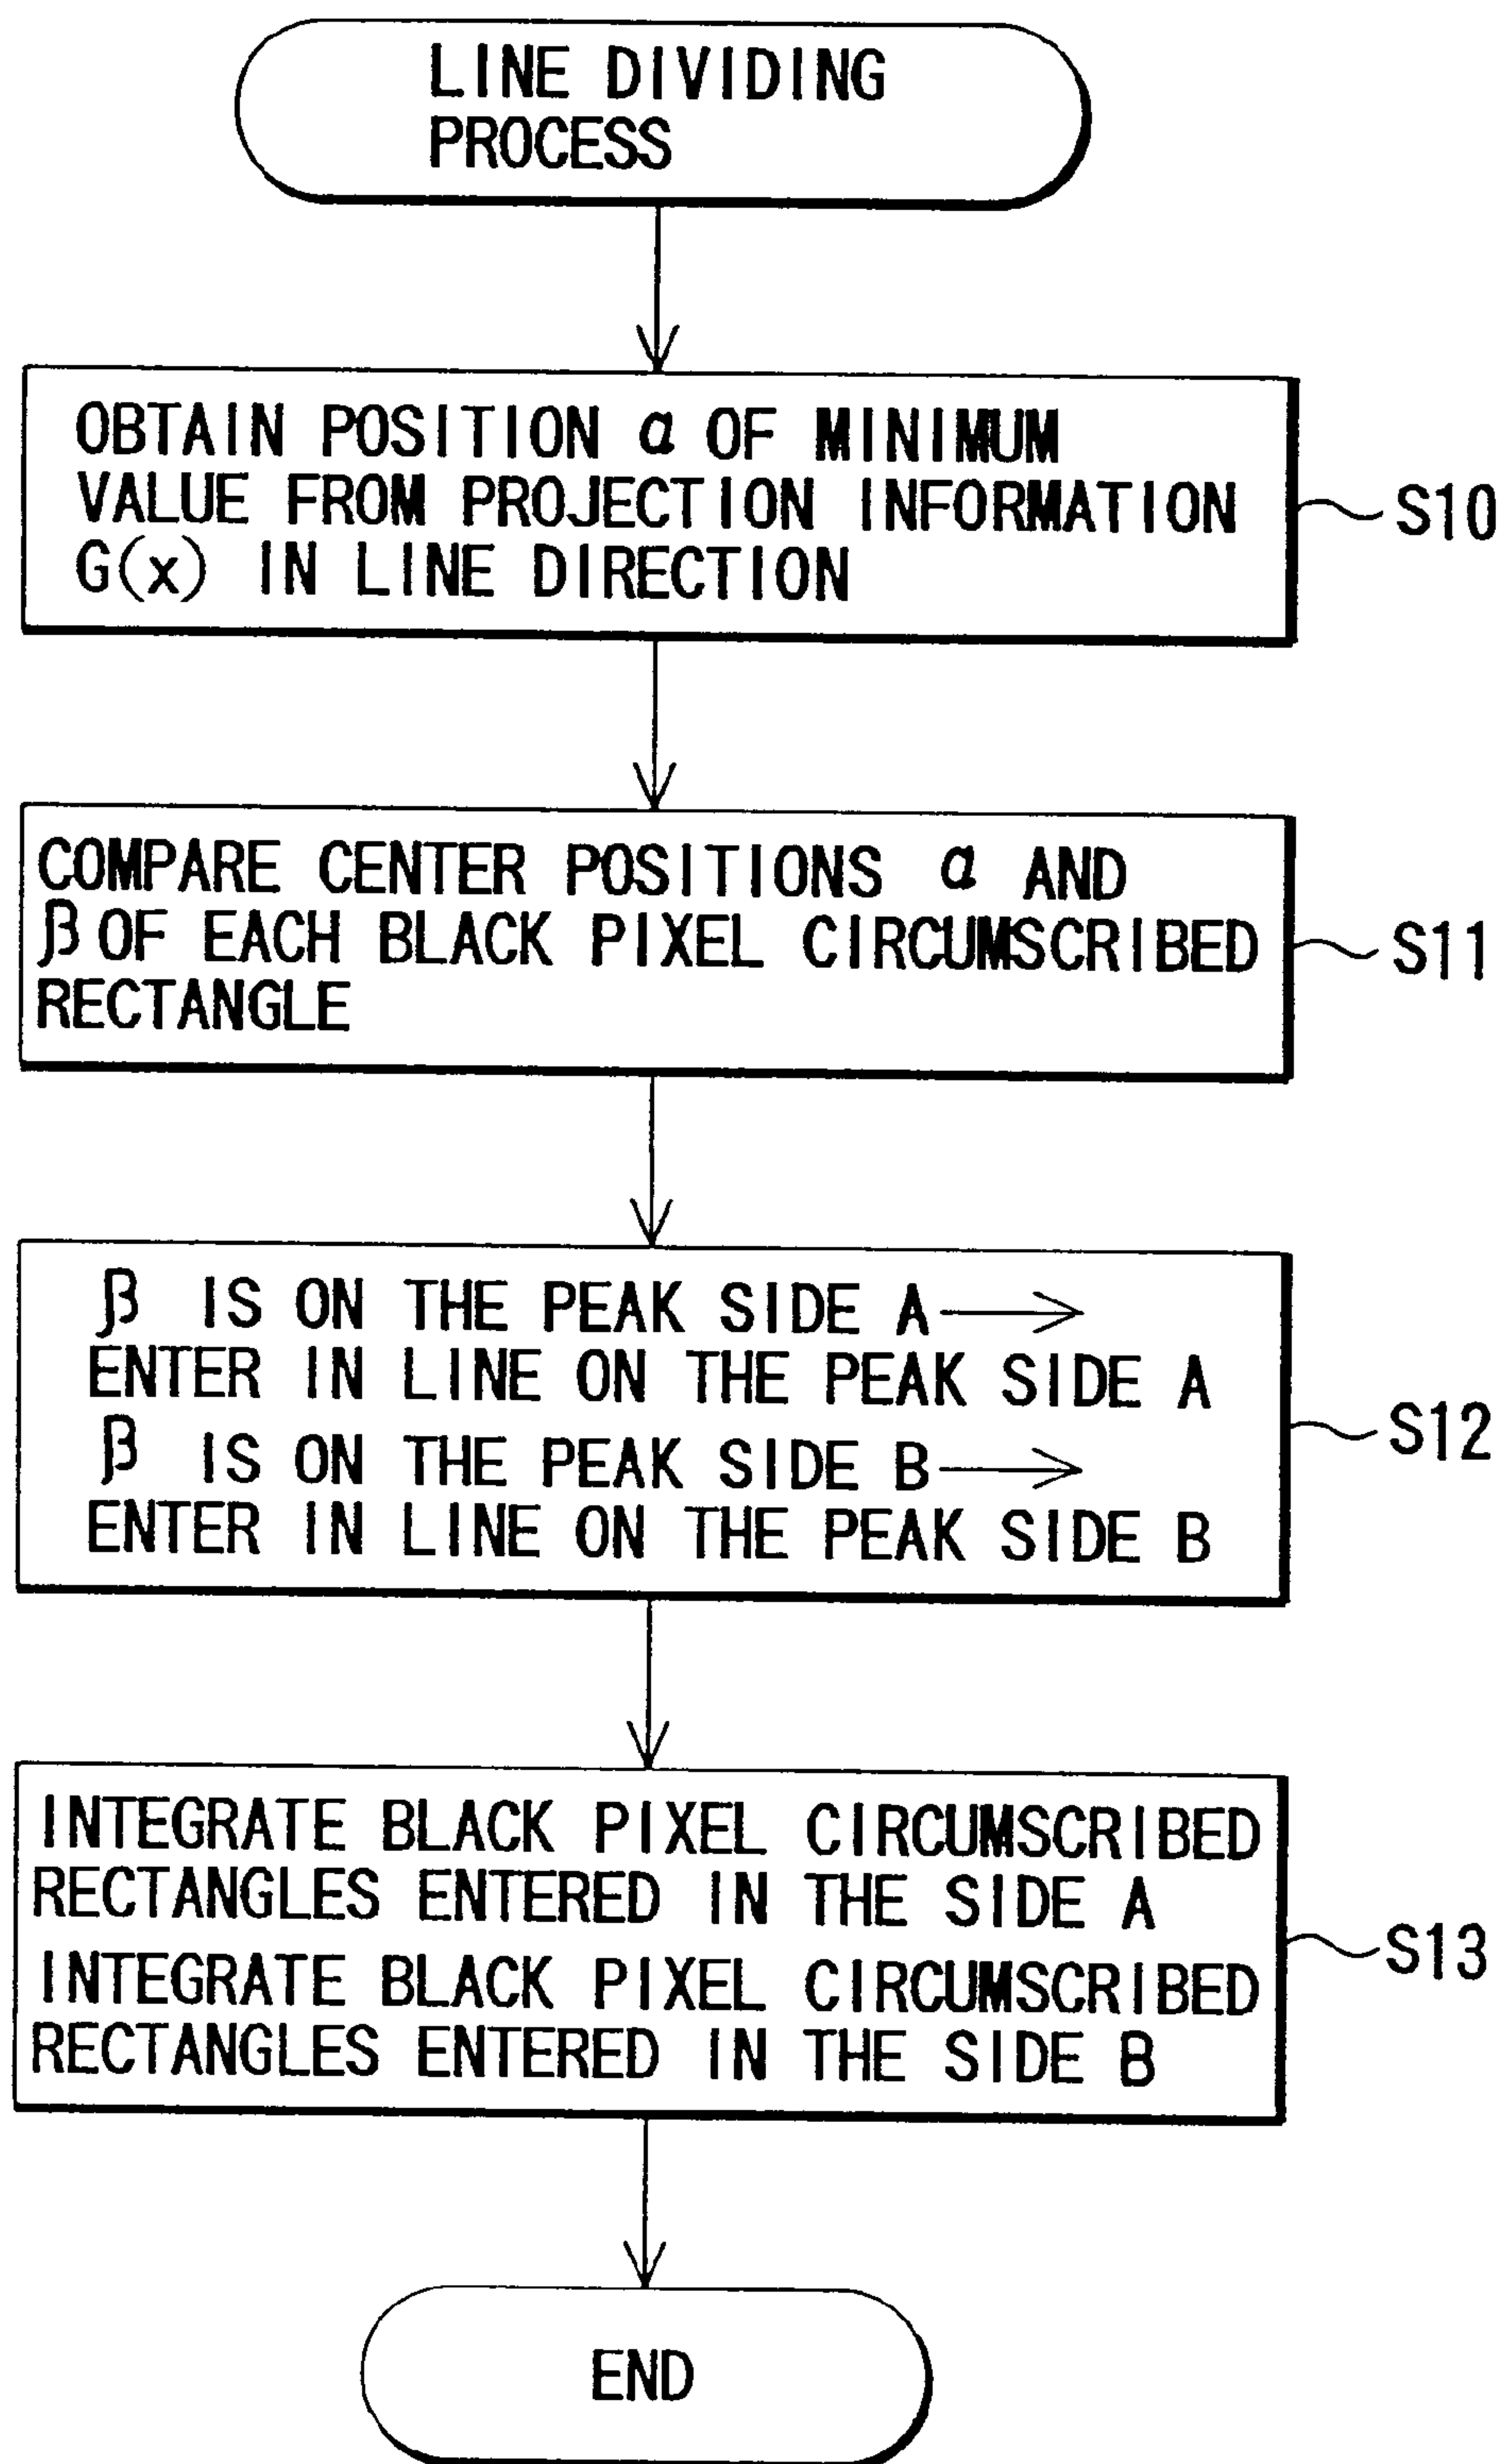 LINE DIVIDING
PROCESS
OBTAIN POSITION α OF MINIMUM
VALUE FROM PROJECTION INFORMATION
G(x) IN LINE DIRECTION
S10
COMPARE CENTER POSITIONS α AND
β OF EACH BLACK PIXEL CIRCUMSCRIBED
RECTANGLE
S11
β IS ON THE PEAK SIDE A→
ENTER IN LINE ON THE PEAK SIDE A
β IS ON THE PEAK SIDE B→
ENTER IN LINE ON THE PEAK SIDE B
S12
INTEGRATE BLACK PIXEL CIRCUMSCRIBED
RECTANGLES ENTERED IN THE SIDE A
INTEGRATE BLACK PIXEL CIRCUMSCRIBED
RECTANGLES ENTERED IN THE SIDE B
S13
END